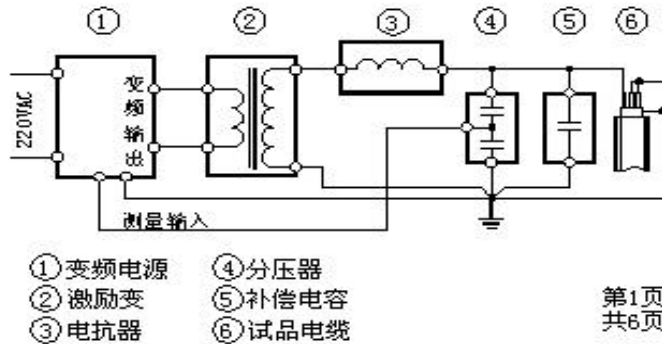 ① ② ③ ④ ⑤ ⑥
220VAC
变频输出
测量输入
①变频电源 ④分压器
②激励变 ⑤补偿电容
③电抗器 ⑥试品电缆
第1页
共6页